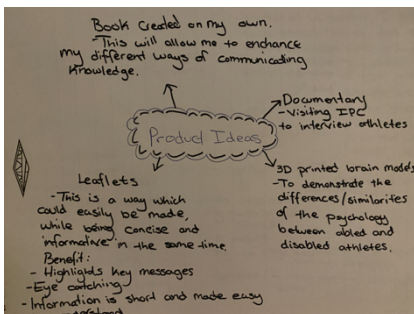 Book created on my own.
-This will allow me to enhance
my different ways of communicating
knowledge.
Documentary
-Visiting IPC
to interview athletes
Product Ideas
3D printed brain models
-To demonstrate the
differences/similarities
of the psychology
between abled and
disabled athletes.
Leaflets
-This is a way which
could easily be made,
while being concise and
informative in the same time.
Benefit:
- Highlights key messages
- Eye catching
- Information is short and made easy
understand